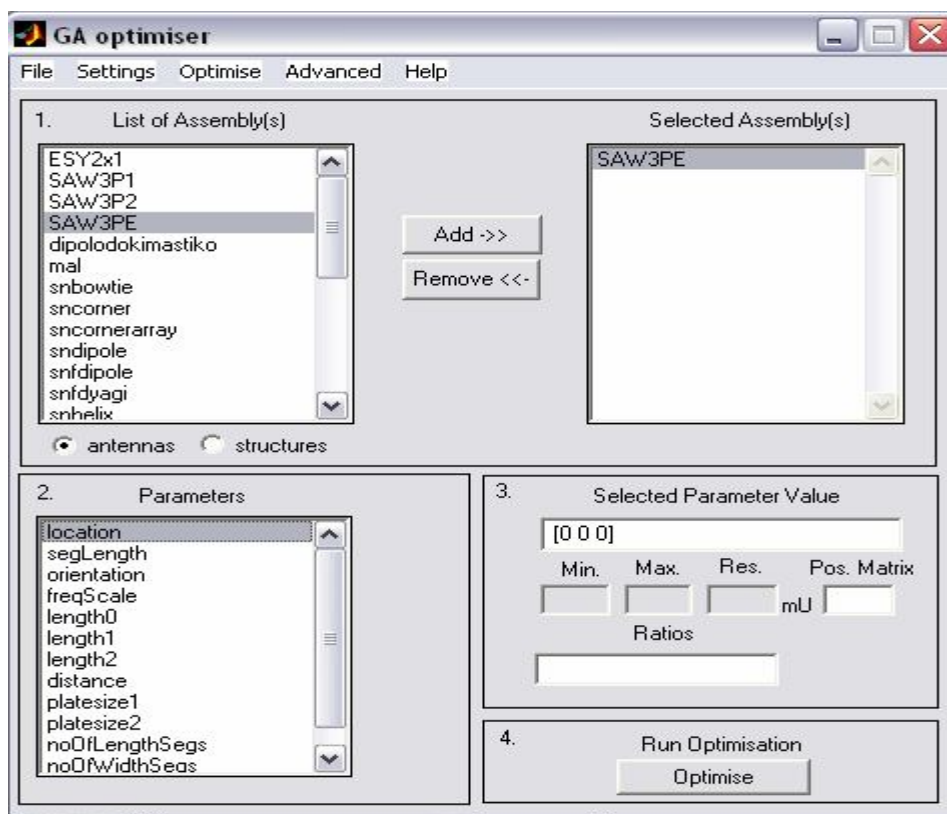 GA optimiser
File Settings Optimise Advanced Help
1. List of Assembly(s)
ESY2x1
SAW3P1
SAW3P2
SAW3PE
dipolodokimastiko
mal
snbowtie
sncorner
sncornerarray
sndipole
snfdipole
snfdyagi
snhelix
antennas structures
Add ->>
Remove <<-
Selected Assembly(s)
SAW3PE
2. Parameters
location
segLength
orientation
freqScale
length0
length1
length2
distance
platesize1
platesize2
noOfLengthSegs
noOfWidthSegs
3. Selected Parameter Value
[0 0 0]
Min. Max. Res. Pos. Matrix
mU
Ratios
4. Run Optimisation
Optimise